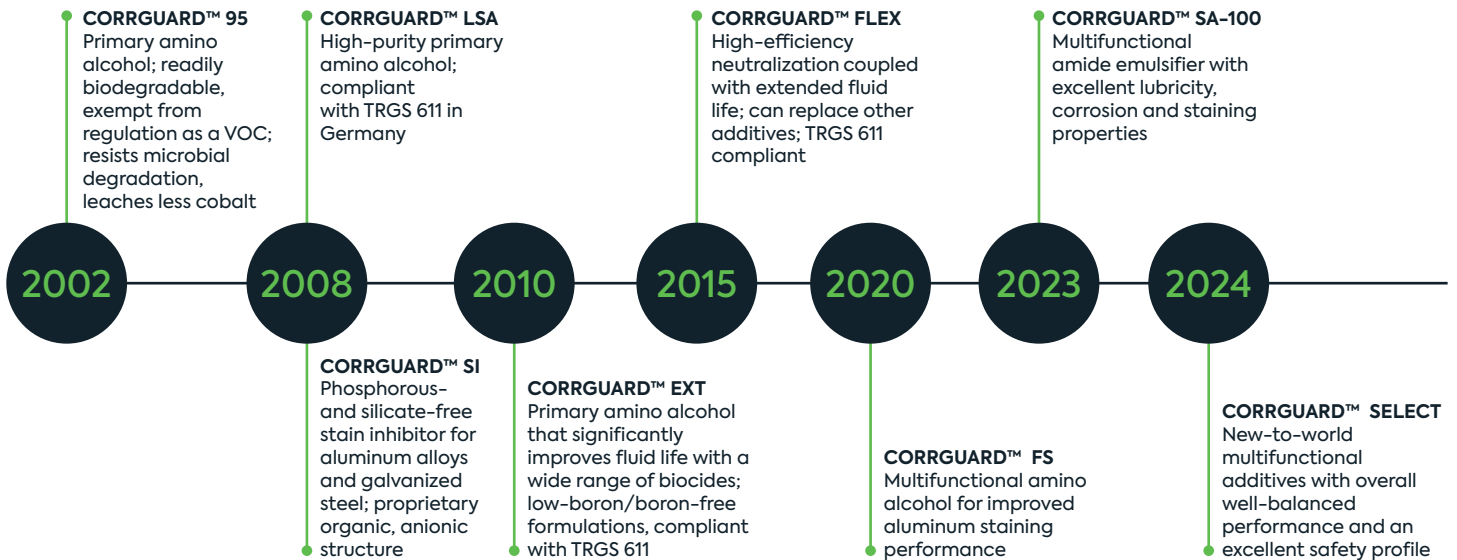 CORRGUARD™ 95
Primary amino
alcohol; readily
biodegradable,
exempt from
regulation as a VOC;
resists microbial
degradation,
leaches less cobalt
CORRGUARD™ LSA
High-purity primary
amino alcohol;
compliant
with TRGS 611 in
Germany
CORRGUARD™ FLEX
High-efficiency
neutralization coupled
with extended fluid
life; can replace other
additives; TRGS 611
compliant
CORRGUARD™ SA-100
Multifunctional
amide emulsifier with
excellent lubricity,
corrosion and staining
properties
2002
2008
2010
2015
2020
2023
2024
CORRGUARD™ SI
Phosphorous-
and silicate-free
stain inhibitor for
aluminum alloys
and galvanized
steel; proprietary
organic, anionic
structure
CORRGUARD™ EXT
Primary amino alcohol
that significantly
improves fluid life with a
wide range of biocides;
low-boron/boron-free
formulations, compliant
with TRGS 611
CORRGUARD™ FS
Multifunctional amino
alcohol for improved
aluminum staining
performance
CORRGUARD™ SELECT
New-to-world
multifunctional
additives with overall
well-balanced
performance and an
excellent safety profile